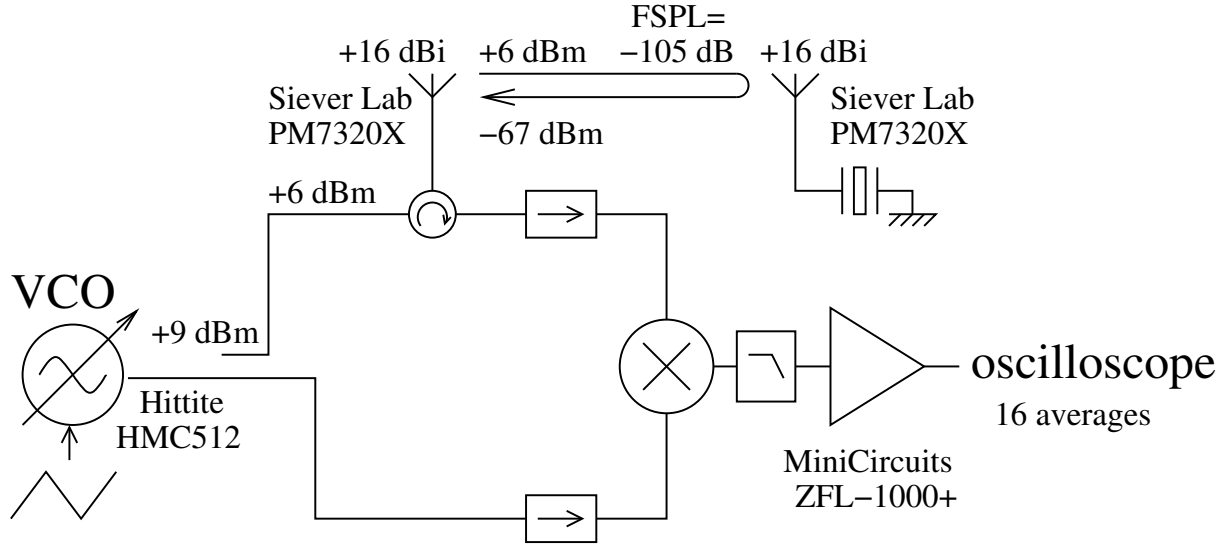 FSPL=
+16 dBi
+6 dBm
−105 dB
+16 dBi
Siever Lab
PM7320X
−67 dBm
Siever Lab
PM7320X
+6 dBm
VCO
+9 dBm
Hittite
HMC512
oscilloscope
16 averages
MiniCircuits
ZFL−1000+